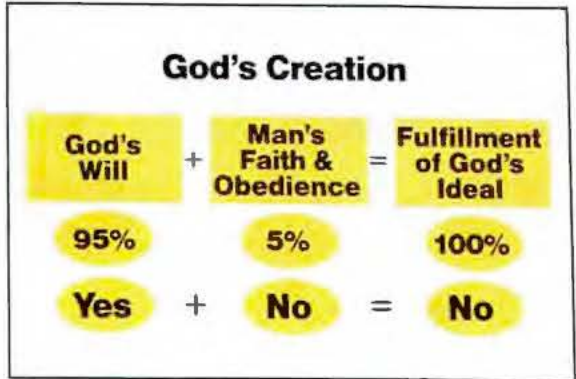 God's Creation
God's Will + Man's Faith & Obedience = Fulfillment of God's Ideal
95% 5% 100%
Yes + No = No